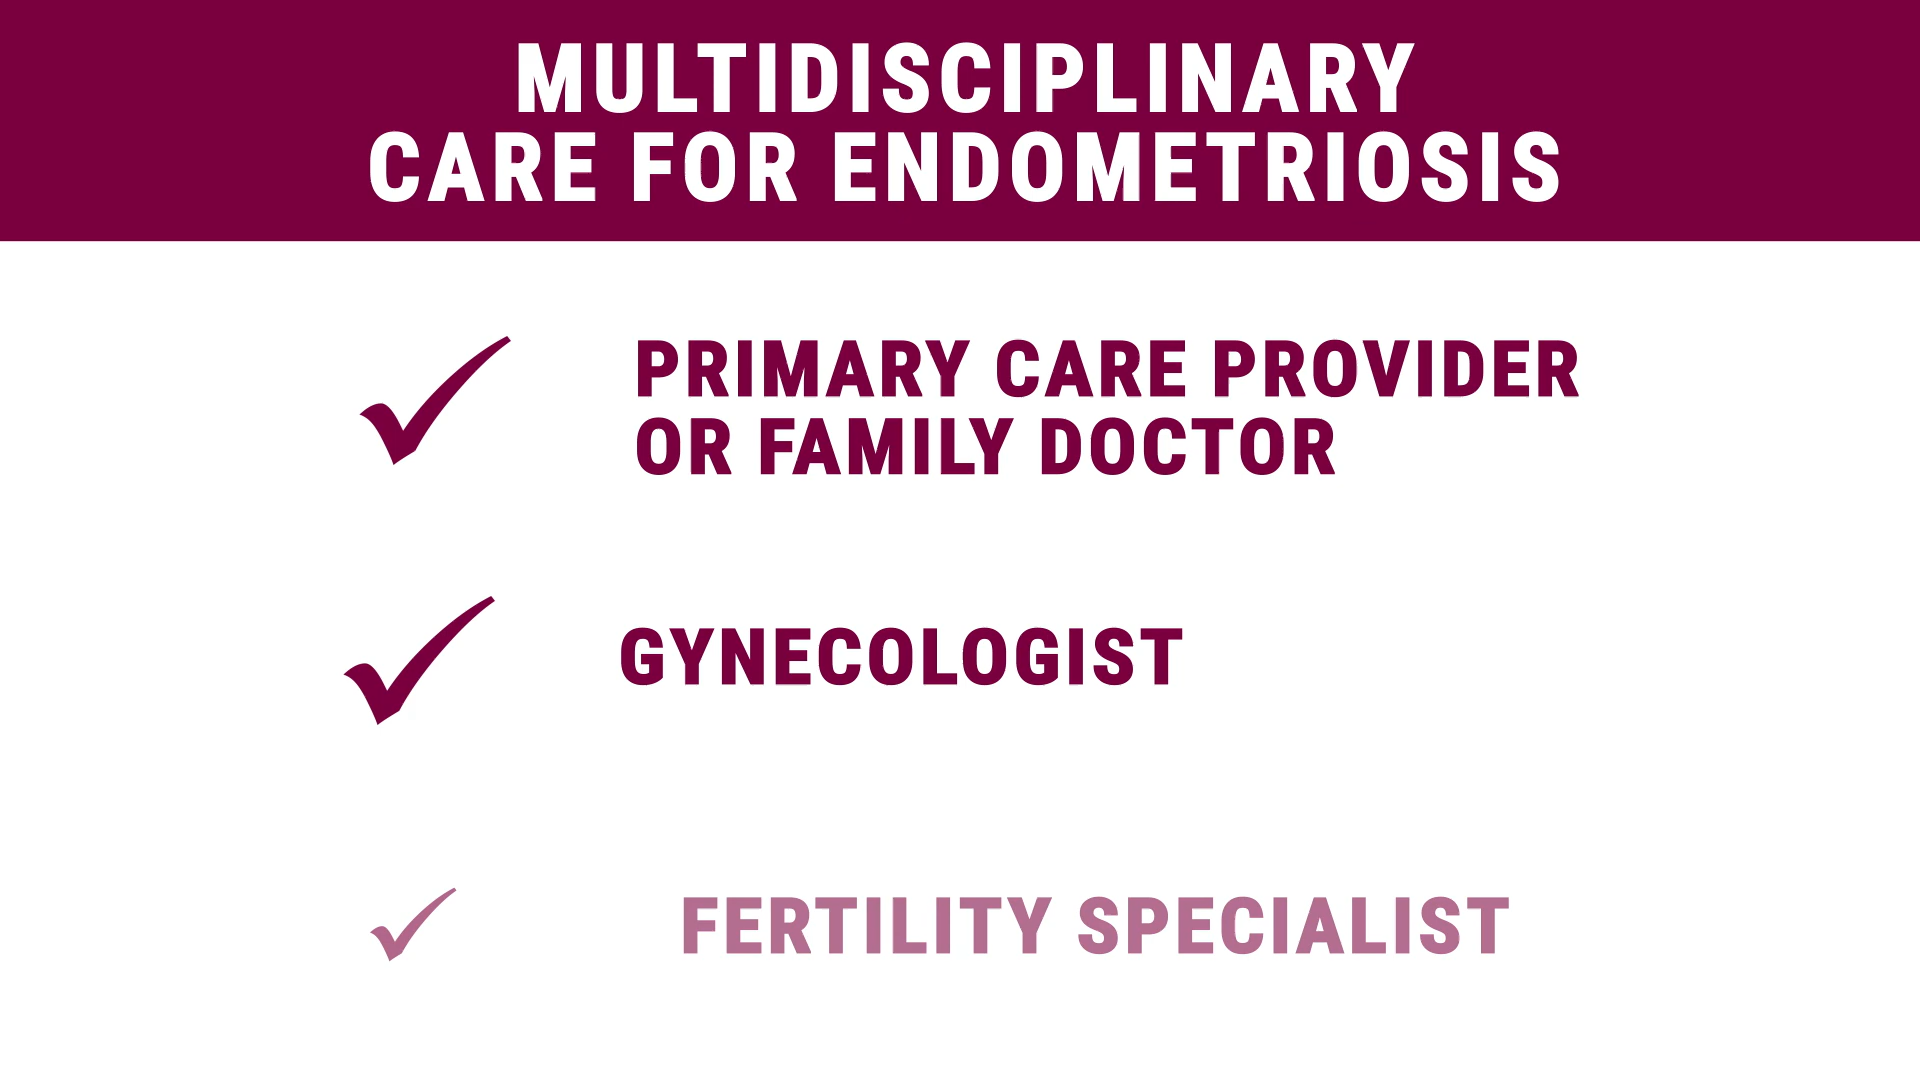 MULTIDISCIPLINARY
CARE FOR ENDOMETRIOSIS
PRIMARY CARE PROVIDER
OR FAMILY DOCTOR
GYNECOLOGIST
FERTILITY SPECIALIST